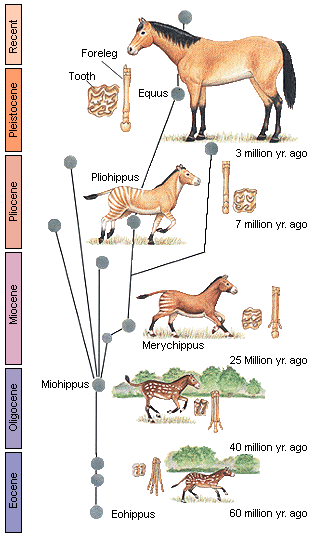 Recent
Foreleg
Tooth
Equus
Pleistocene
3 million yr. ago
Pliohippus
Pliocene
7 million yr. ago
Miocene
Merychippus
25 Million yr. ago
Miohippus
Oligocene
40 million yr. ago
Eocene
Eohippus
60 million yr. ago